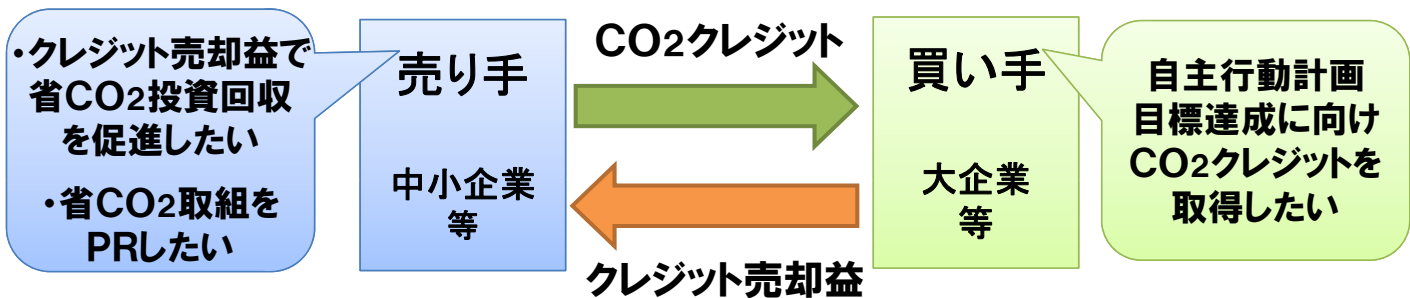 ・クレジット売却益で
省CO2投資回収
を促進したい
・省CO2取組を
PRしたい
売り手
中小企業
等
CO2クレジット
クレジット売却益
買い手
大企業
等
自主行動計画
目標達成に向け
CO2クレジットを
取得したい